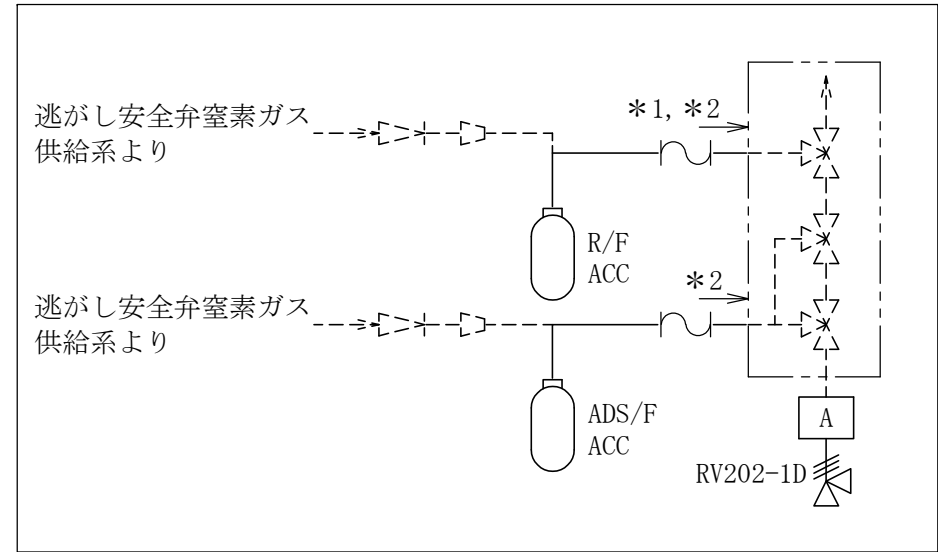 逃がし安全弁窒素ガス
供給系より
*1, *2
R/F
ACC
逃がし安全弁窒素ガス
供給系より
*2
ADS/F
ACC
A
RV202-1D